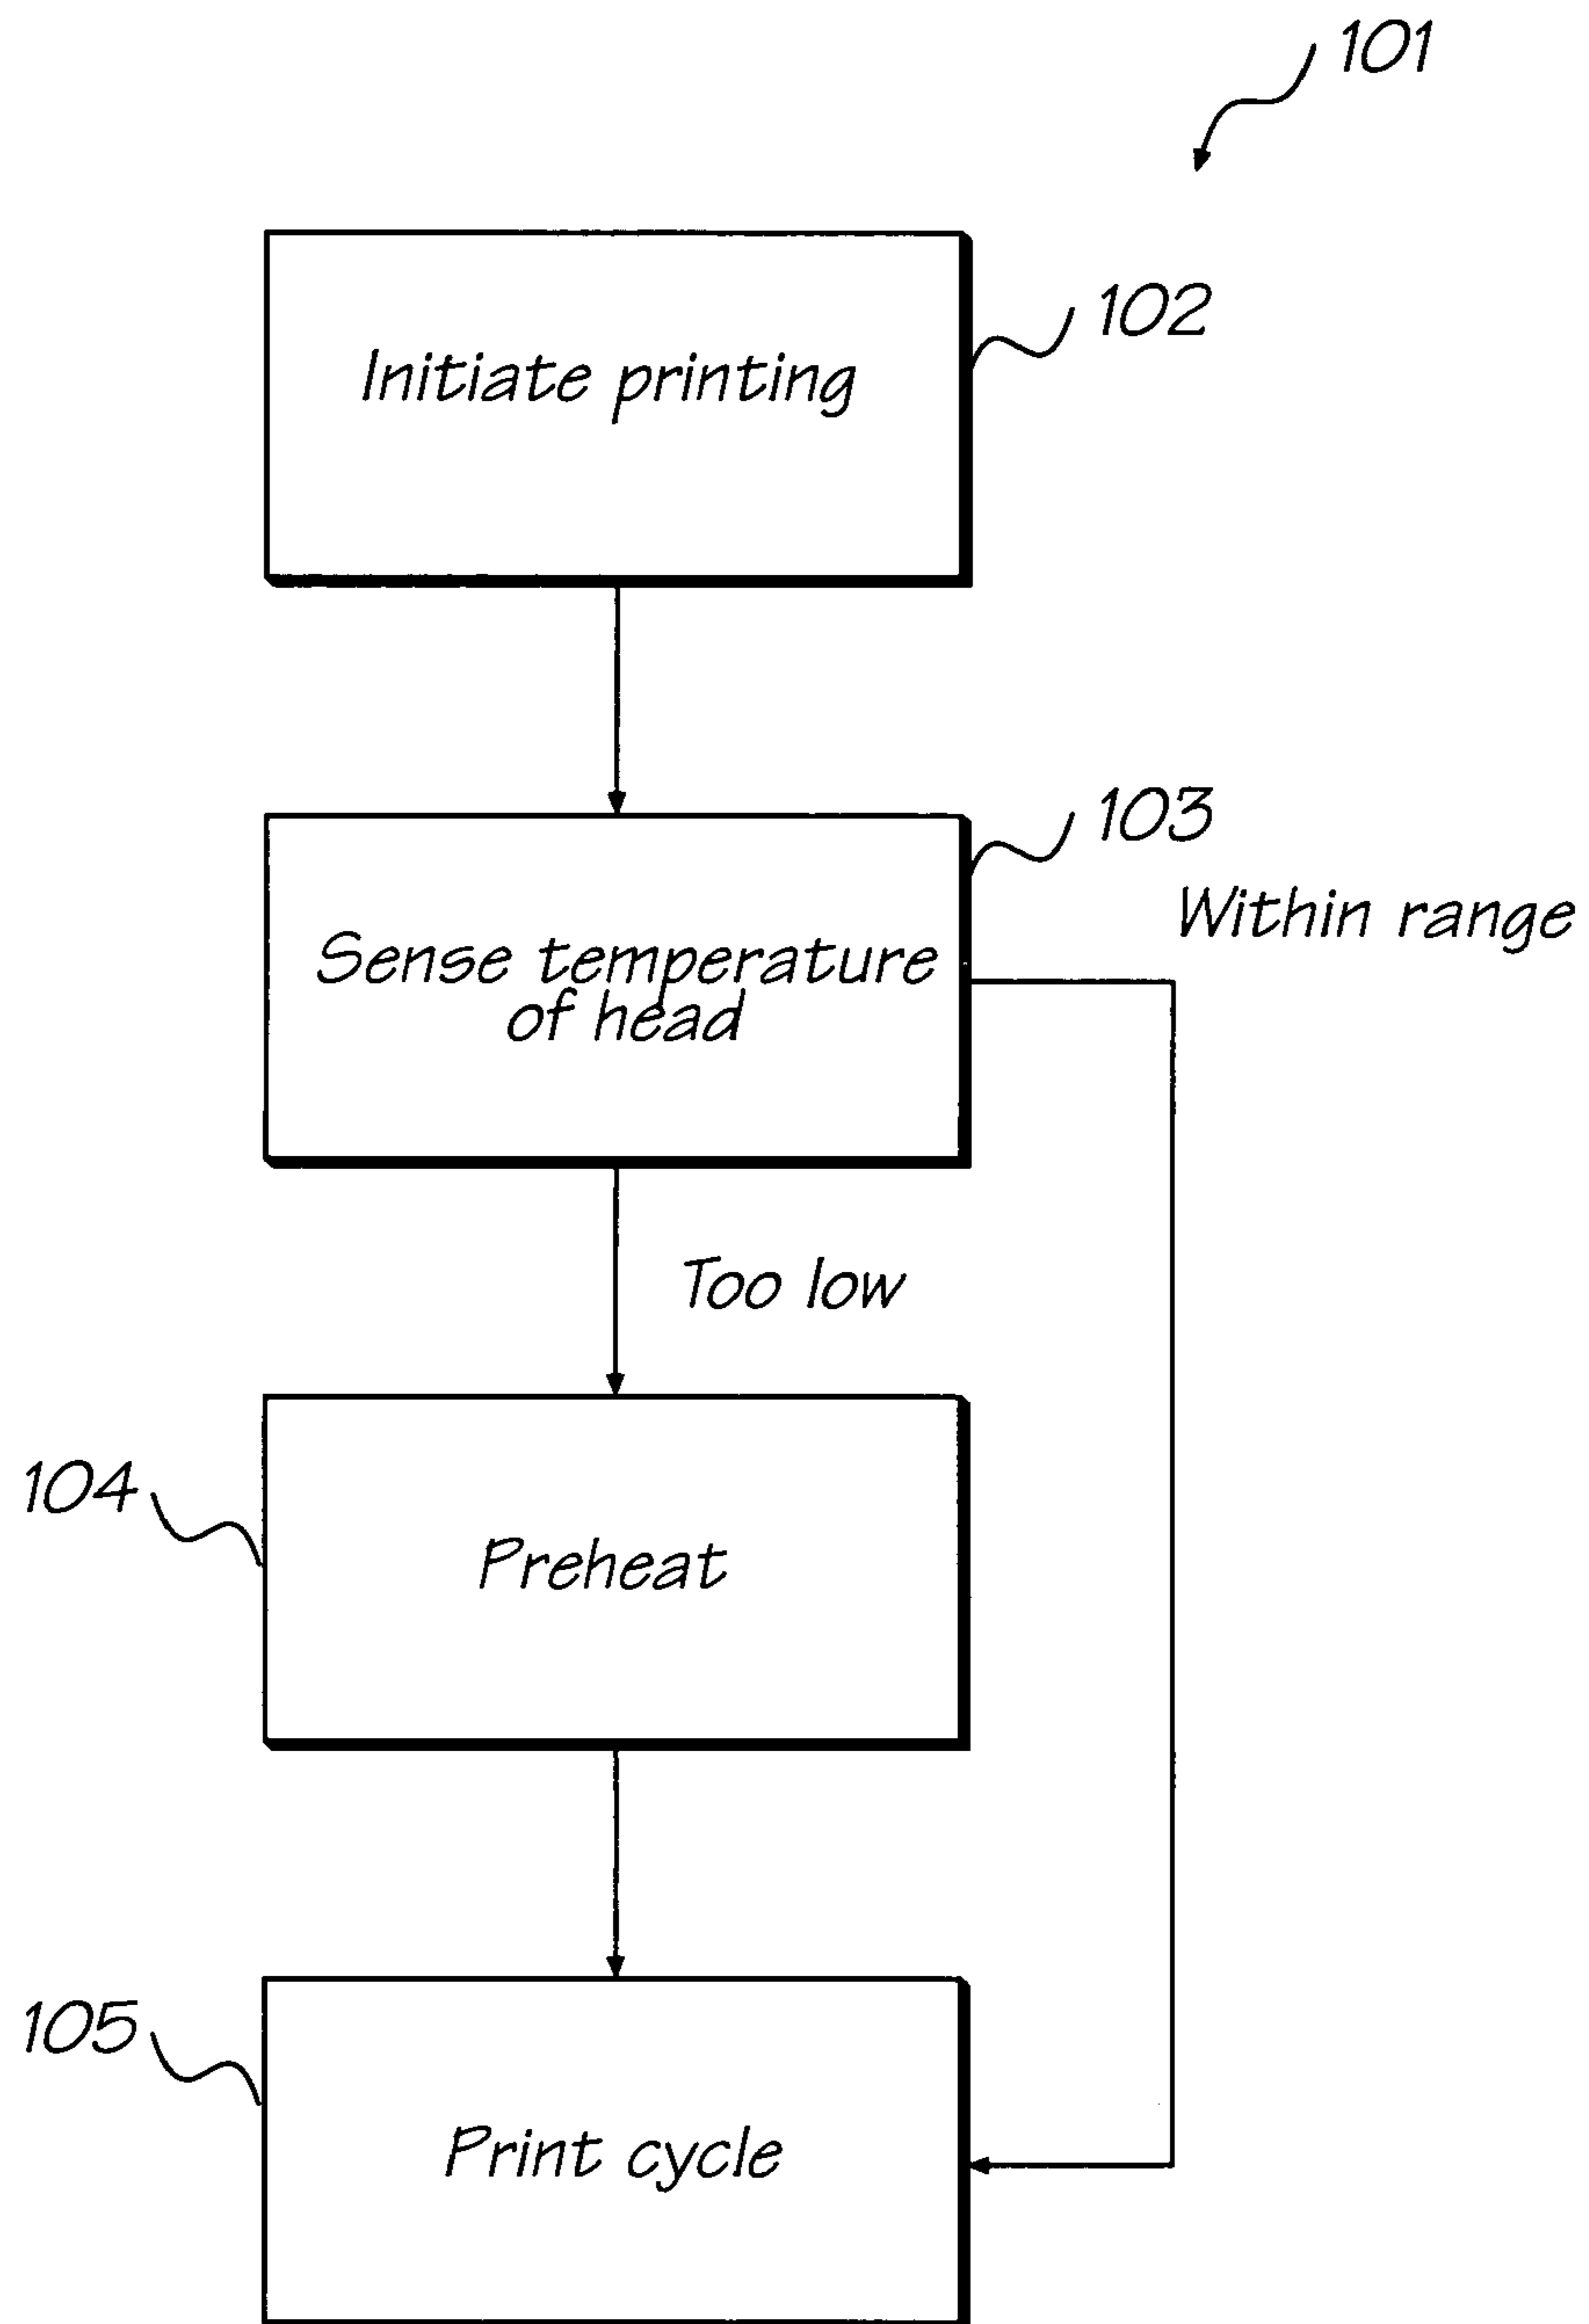 101
102
Initiate printing
103
Within range
Sense temperature
of head
Too low
104
Preheat
105
Print cycle